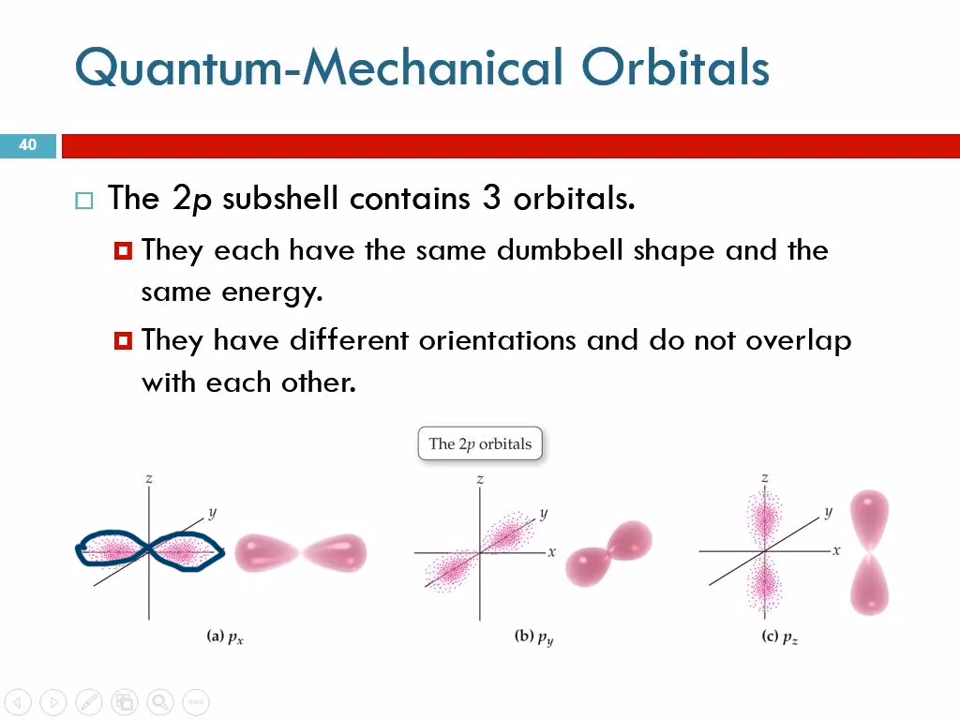 Quantum-Mechanical Orbitals
40
The 2p subshell contains 3 orbitals.
They each have the same dumbbell shape and the
same energy.
They have different orientations and do not overlap
with each other.
The 2p orbitals
z
y
z
y
x
z
y
x
(a) px
(b) py
(c) pz